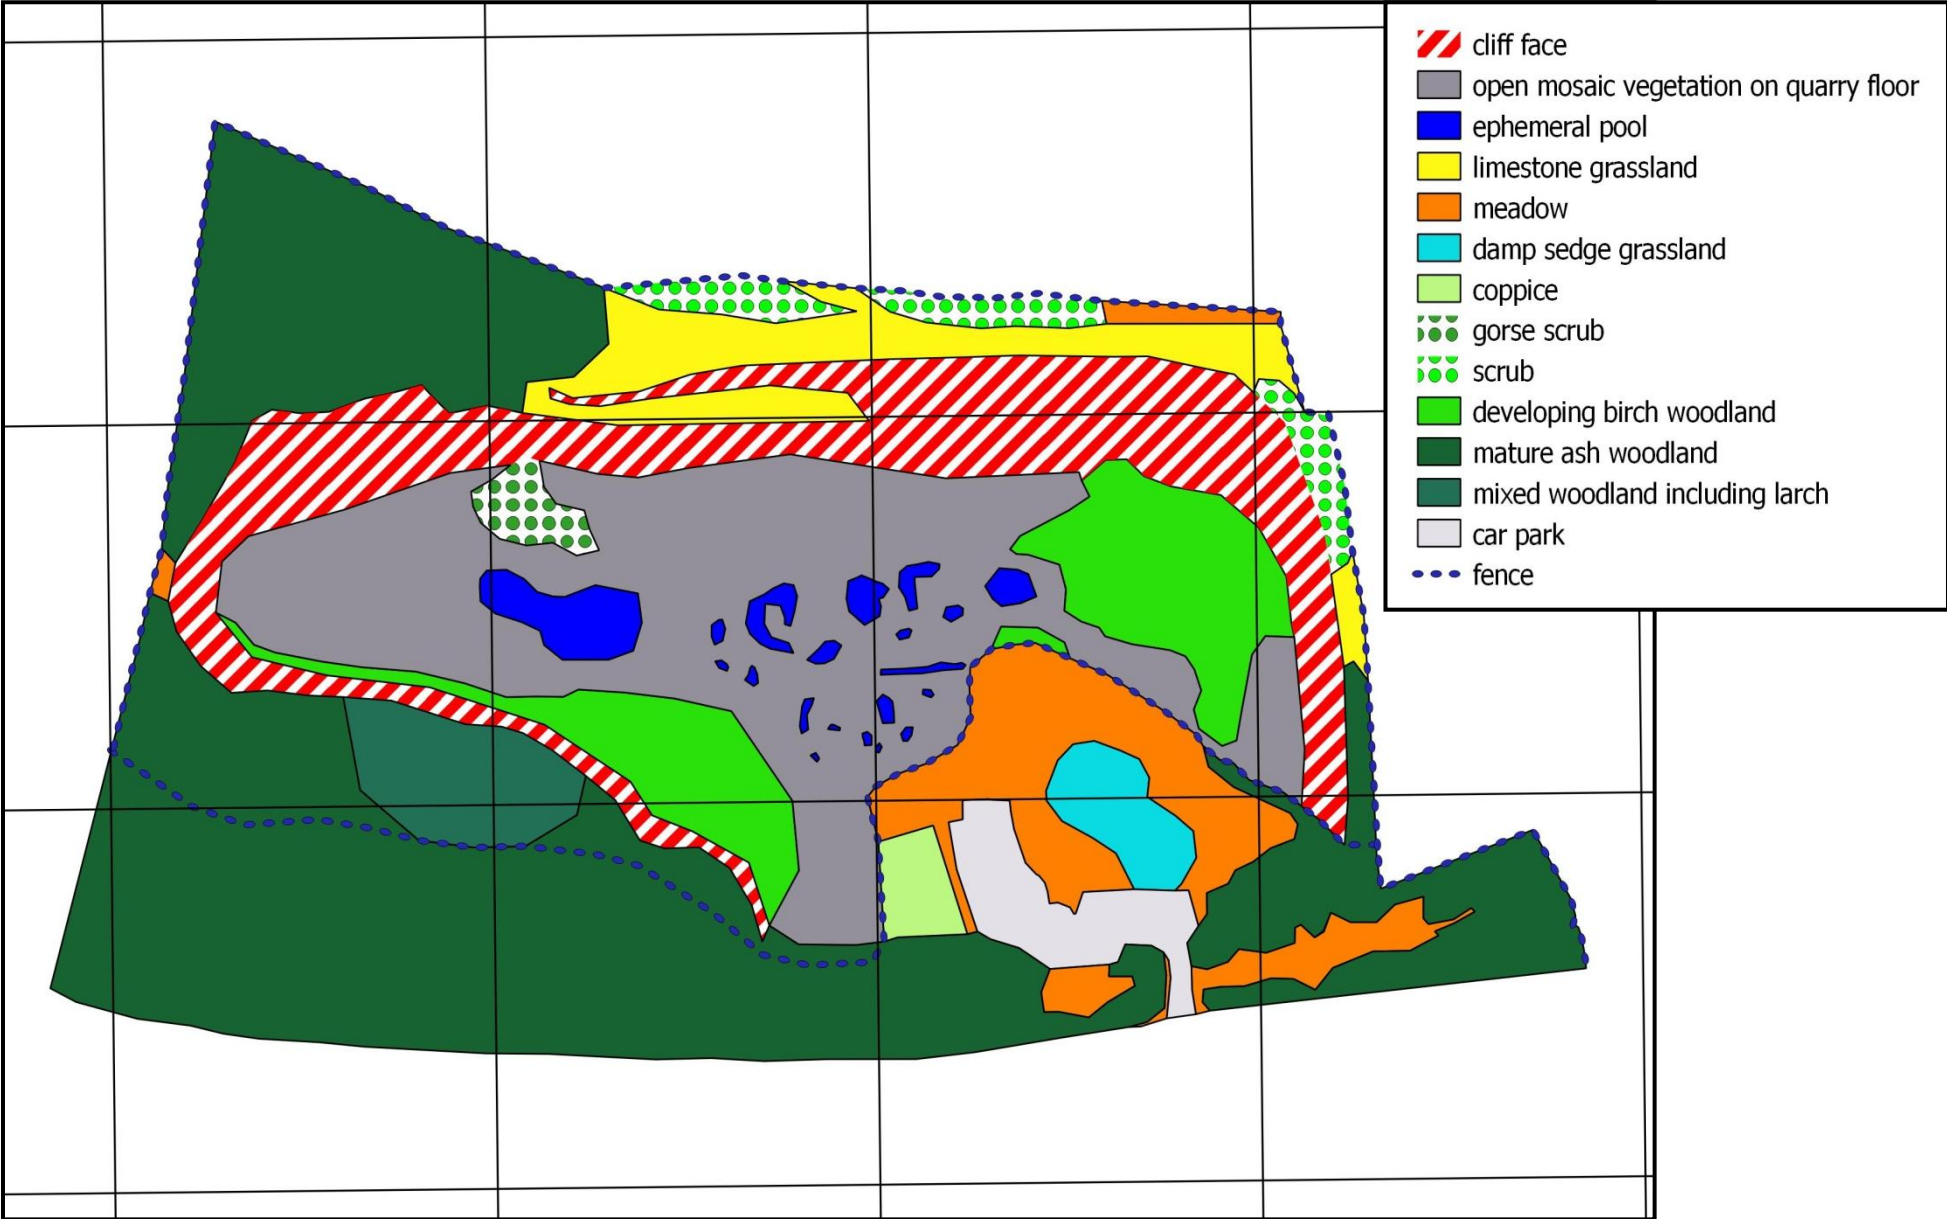 cliff face
open mosaic vegetation on quarry floor
ephemeral pool
limestone grassland
meadow
damp sedge grassland
coppice
gorse scrub
scrub
developing birch woodland
mature ash woodland
mixed woodland including larch
car park
fence